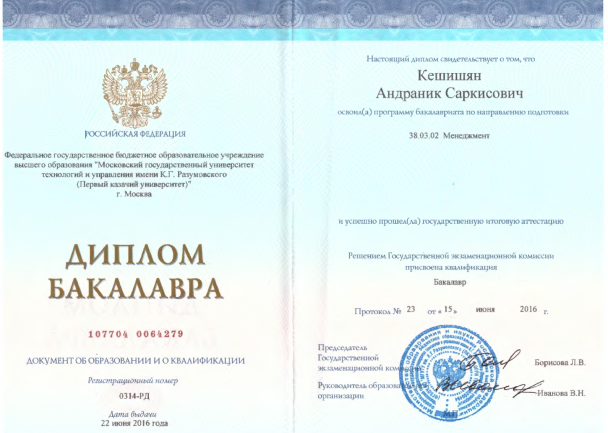 РОССИЙСКАЯ ФЕДЕРАЦИЯ
Федеральное государственное бюджетное образовательное учреждение
высшего образования "Московский государственный университет
технологий и управления имени К.Г. Разумовского
(Первый казачий университет)"
г. Москва
ДИПЛОМ
БАКАЛАВРА
107704 0064279
ДОКУМЕНТ ОБ ОБРАЗОВАНИИ И О КВАЛИФИКАЦИИ
Регистрационный номер
0314-РД
Дата выдачи
22 июня 2016 года
Настоящий диплом свидетельствует о том, что
Кешишян
Андраник Саркисович
освоил(а) программу бакалавриата по направлению подготовки
38.03.02 Менеджмент
и успешно прошел(ла) государственную итоговую аттестацию
Решением Государственной экзаменационной комиссии
присвоена квалификация
Бакалавр
Протокол № 23 от «15» июня 2016 г.
Председатель
Государственной
экзаменационной
Борисова Л.В.
Руководитель
организации
Иванова В.Н.